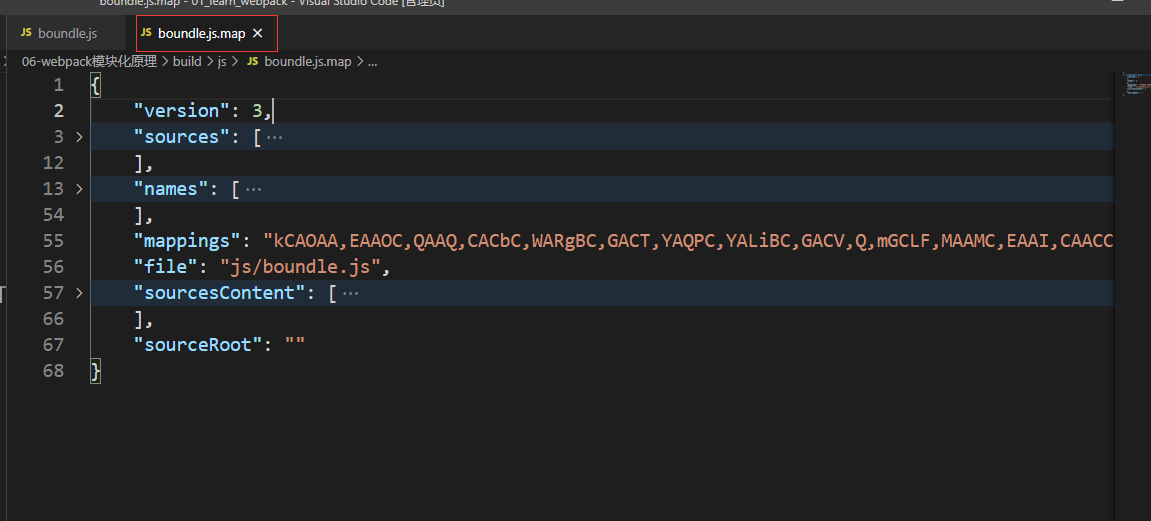 boundle.js.map - 01_learn_webpack - Visual Studio Code [管理员]
JS boundle.js JS boundle.js.map ×
06-webpack模块化原理 > build > js > JS boundle.js.map > ...
1 {
2 "version": 3,
3 > "sources": [ ···
12 ],
13 > "names": [ ···
54 ],
55 "mappings": "kCAOAA,EAAOC,QAAQ,CACbC,WARgBC,GACT,YAQPC,YALiBC,GACV,Q,mGCLF,MAAMC,EAAI,CAACC
56 "file": "js/boundle.js",
57 > "sourcesContent": [ ···
66 ],
67 "sourceRoot": ""
68 }